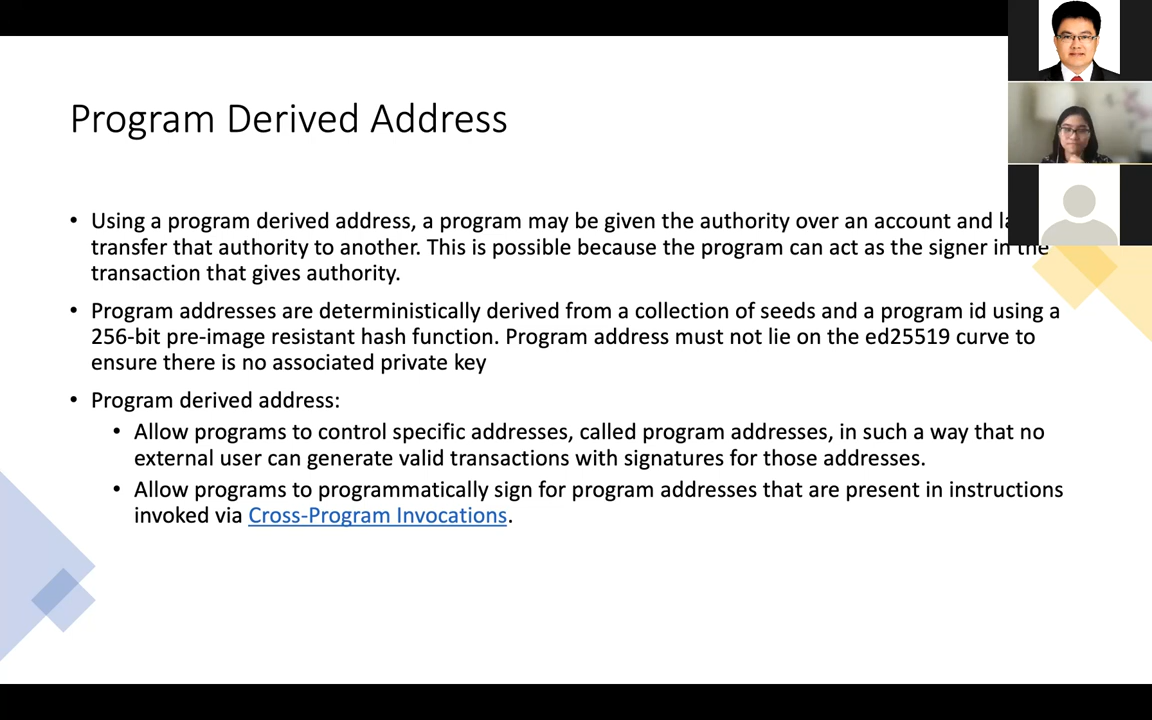 Program Derived Address
• Using a program derived address, a program may be given the authority over an account and
transfer that authority to another. This is possible because the program can act as the signer in the
transaction that gives authority.
• Program addresses are deterministically derived from a collection of seeds and a program id using a
256-bit pre-image resistant hash function. Program address must not lie on the ed25519 curve to
ensure there is no associated private key
• Program derived address:
• Allow programs to control specific addresses, called program addresses, in such a way that no
external user can generate valid transactions with signatures for those addresses.
• Allow programs to programmatically sign for program addresses that are present in instructions
invoked via Cross-Program Invocations.